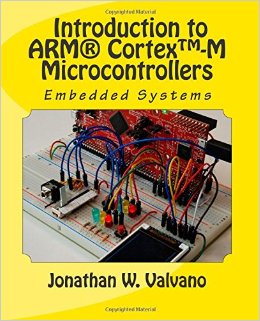 Introduction to
ARM® Cortex™-M
Microcontrollers
Embedded Systems
Jonathan W. Valvano